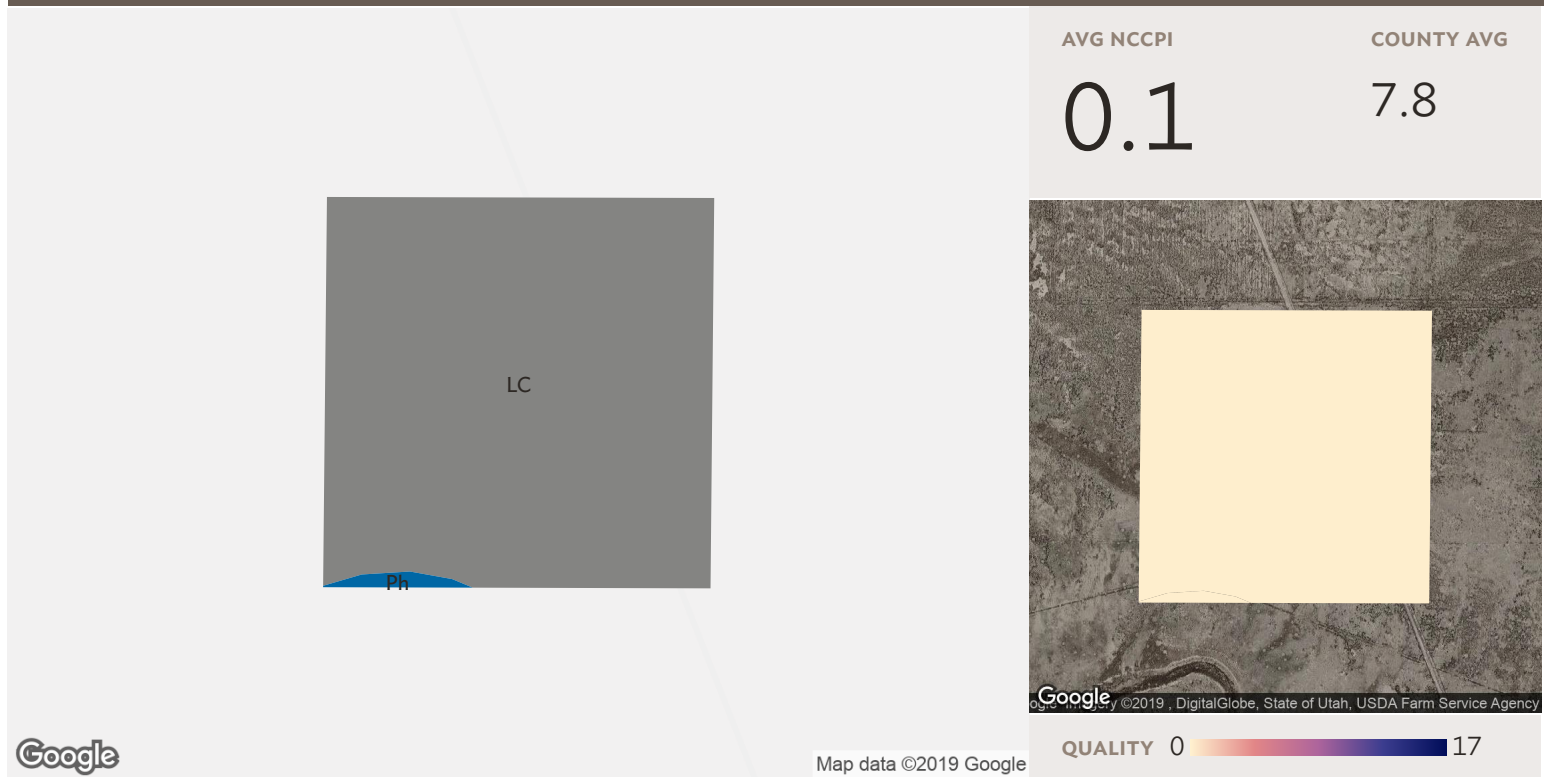 AVG NCCPI
COUNTY AVG
0.1
7.8
LC
Ph
Google
Map data ©2019 Google
Google
Imagery ©2019 , DigitalGlobe, State of Utah, USDA Farm Service Agency
QUALITY 0 17